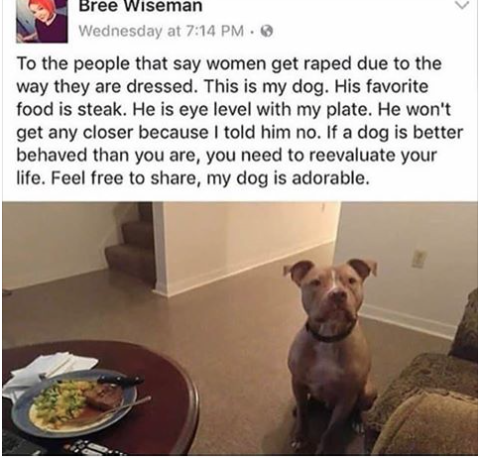 Bree Wiseman
Wednesday at 7:14 PM ·
To the people that say women get raped due to the
way they are dressed. This is my dog. His favorite
food is steak. He is eye level with my plate. He won't
get any closer because I told him no. If a dog is better
behaved than you are, you need to reevaluate your
life. Feel free to share, my dog is adorable.